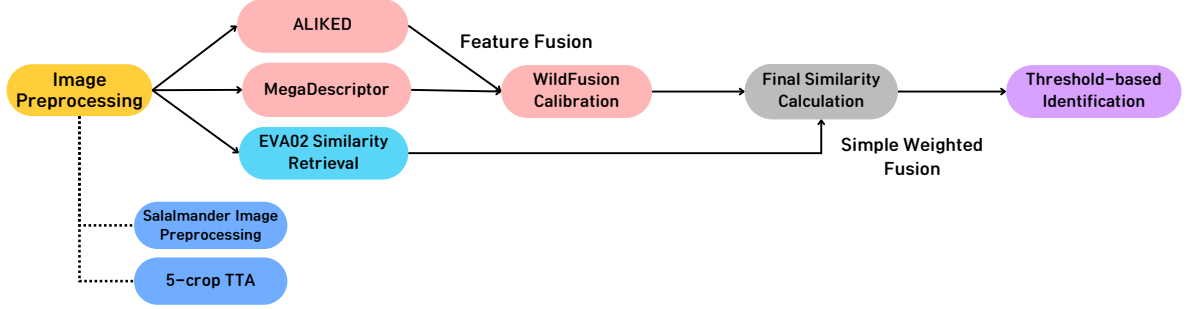 ALIKED
Feature Fusion
Image
Preprocessing
MegaDescriptor
WildFusion
Calibration
Final Similarity
Calculation
Threshold-based
Identification
EVA02 Similarity
Retrieval
Simple Weighted
Fusion
Salalmander Image
Preprocessing
5-crop TTA